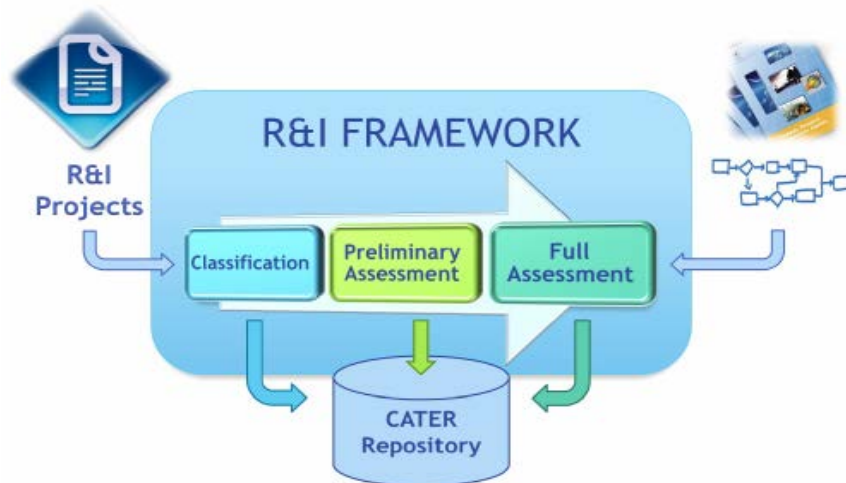 R&I FRAMEWORK
R&I
Projects
Classification
Preliminary
Assessment
Full
Assessment
CATER
Repository